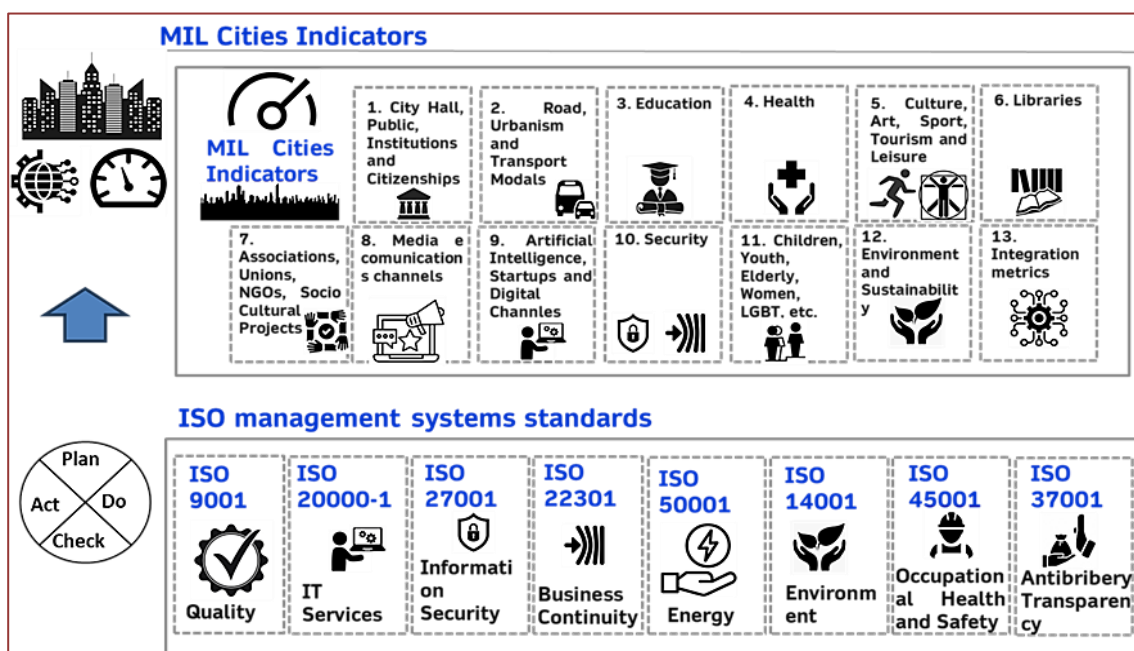 MIL Cities Indicators
MIL Cities
Indicators
1. City Hall,
Public,
Institutions
and
Citizenships
2. Road,
Urbanism
and
Transport
Modals
3. Education
4. Health
5. Culture,
Art, Sport,
Tourism and
Leisure
6. Libraries
7.
Associations,
Unions,
NGOs, Socio
Cultural
Projects
8. Media e
comunication
s channels
9. Artificial
Intelligence,
Startups and
Digital
Channles
10. Security
11. Children,
Youth,
Elderly,
Women,
LGBT, etc.
12.
Environment
and
Sustainabilit
y
13.
Integration
metrics
ISO management systems standards
Plan
Act
Do
Check
ISO
9001
Quality
ISO
20000-1
IT
Services
ISO
27001
Informati
on
Security
ISO
22301
Business
Continuity
ISO
50001
Energy
ISO
14001
Environm
ent
ISO
45001
Occupation
al Health
and Safety
ISO
37001
Antibribery
Transparen
cy